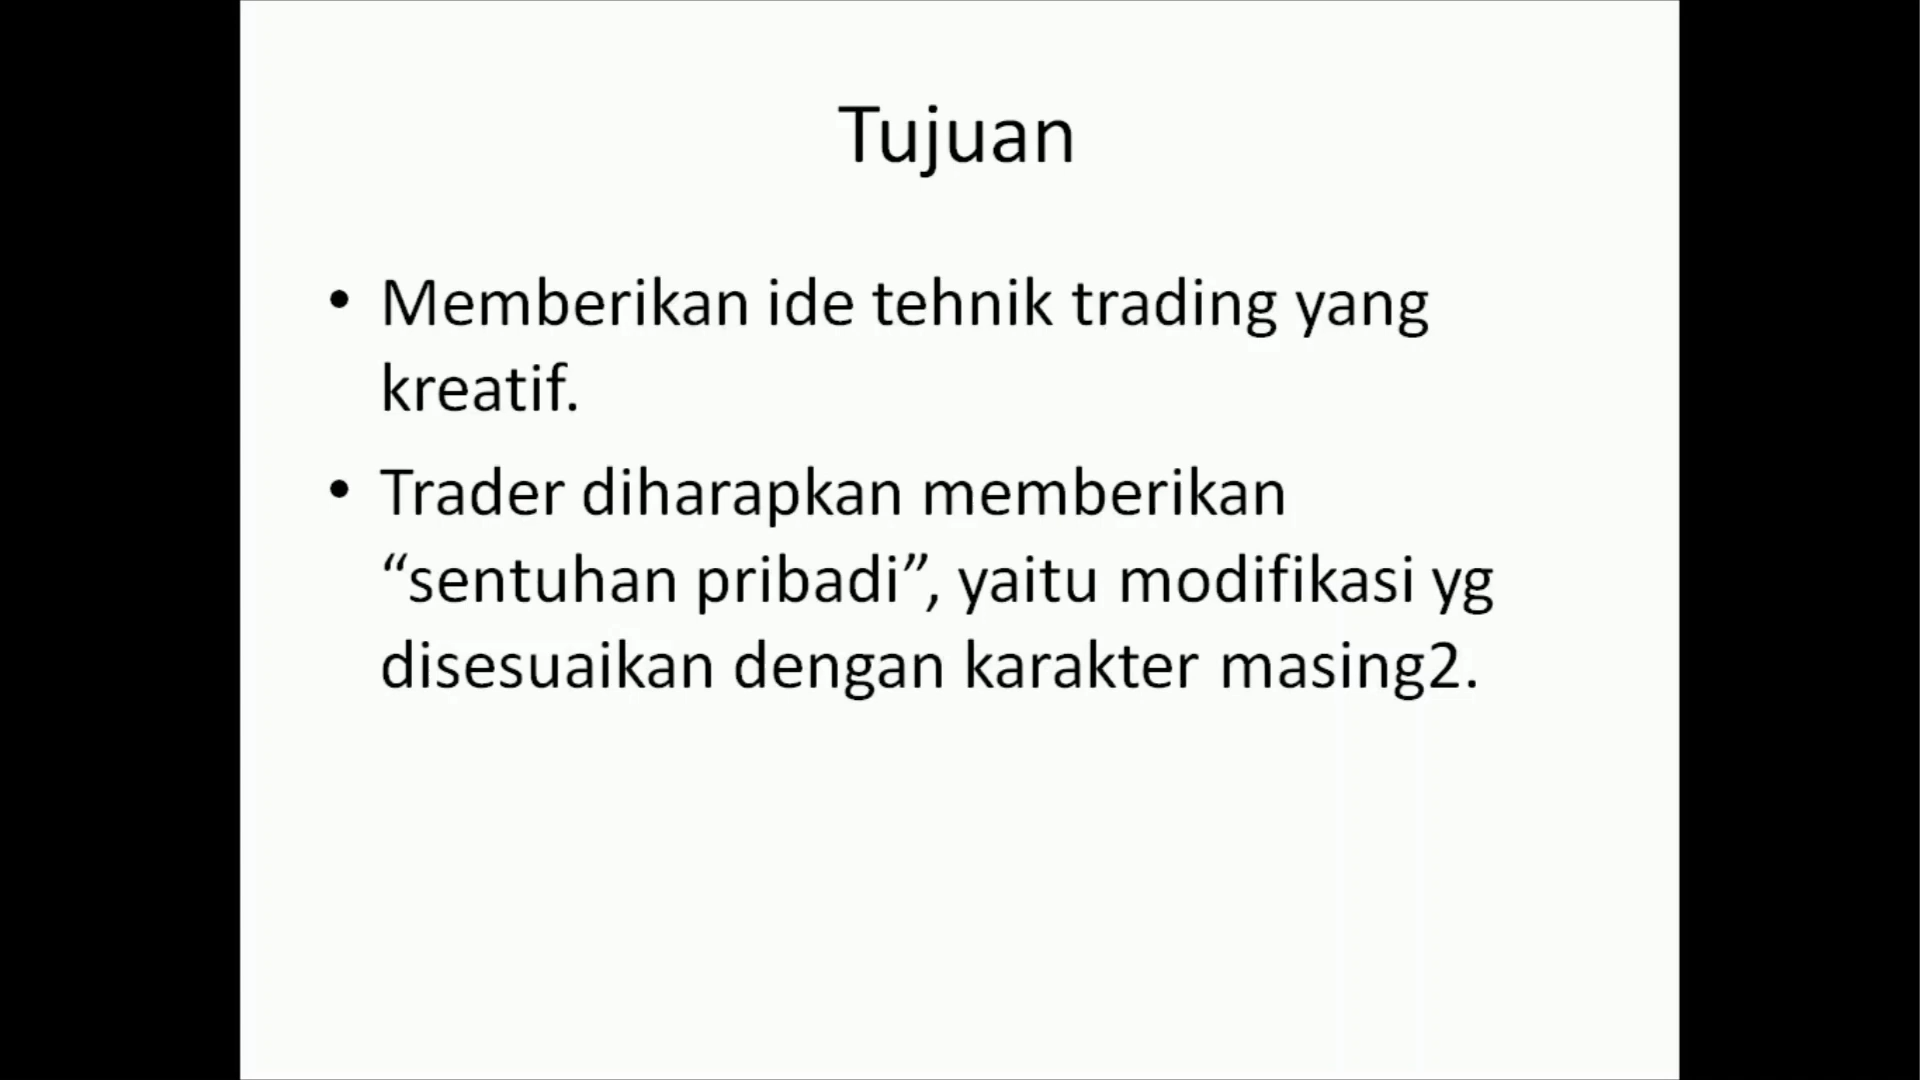 Tujuan
• Memberikan ide tehnik trading yang
kreatif.
• Trader diharapkan memberikan
“sentuhan pribadi”, yaitu modifikasi yg
disesuaikan dengan karakter masing2.